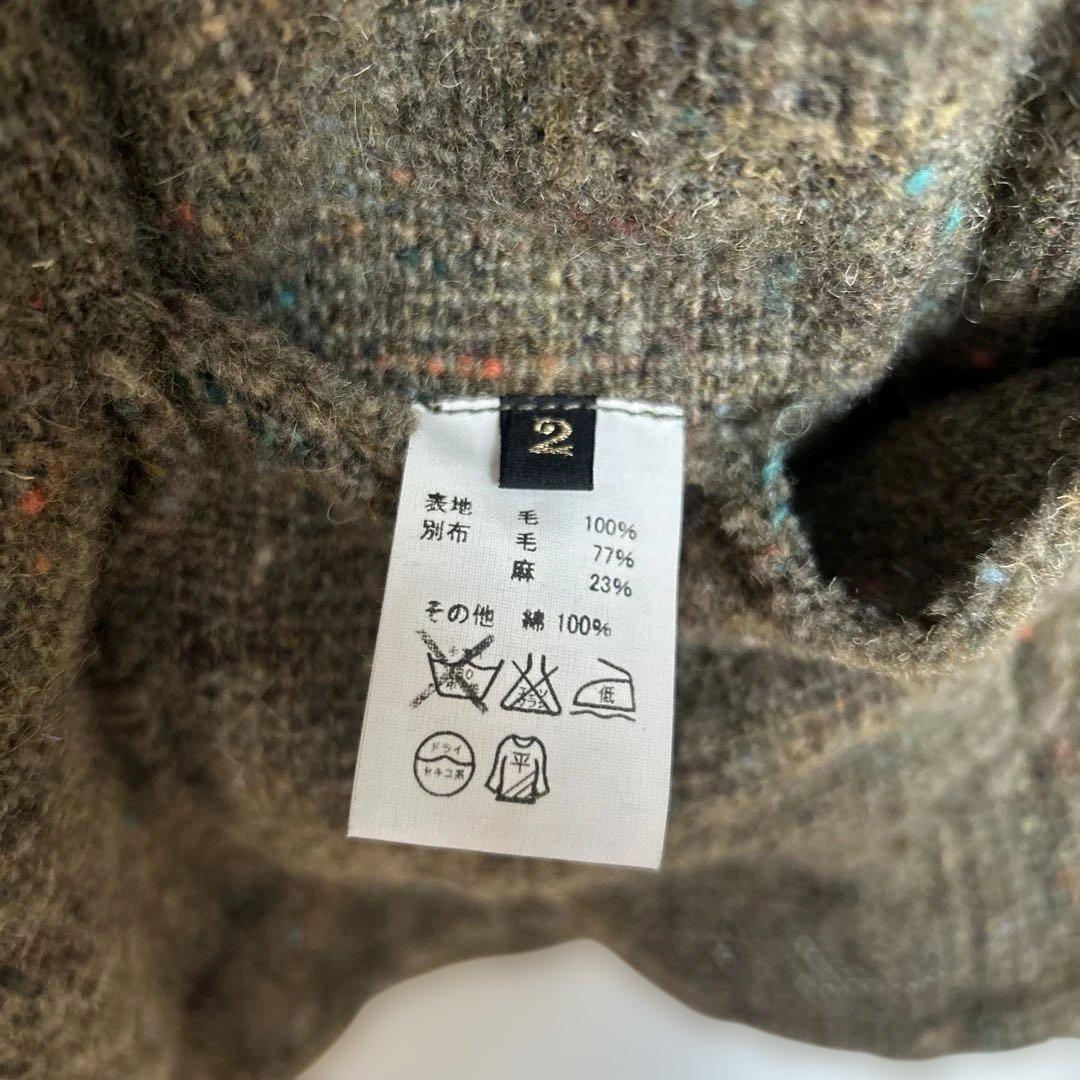 2
表地 毛 100%
別布 毛 77%
麻 23%
その他 綿 100%
低
ドライ
セキユ系
平